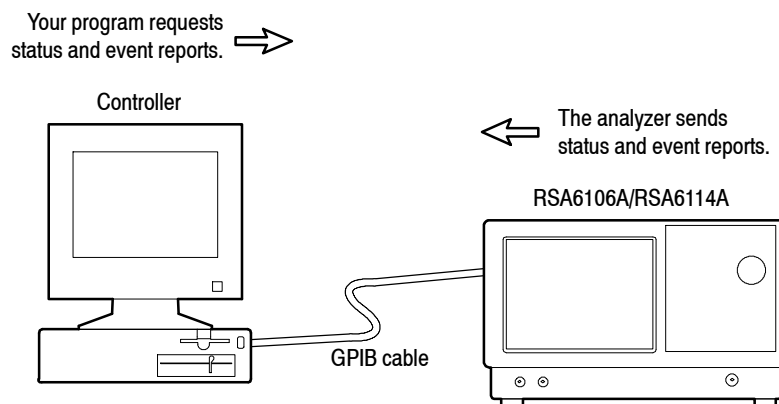 Your program requests
status and event reports.
Controller
The analyzer sends
status and event reports.
RSA6106A/RSA6114A
GPIB cable